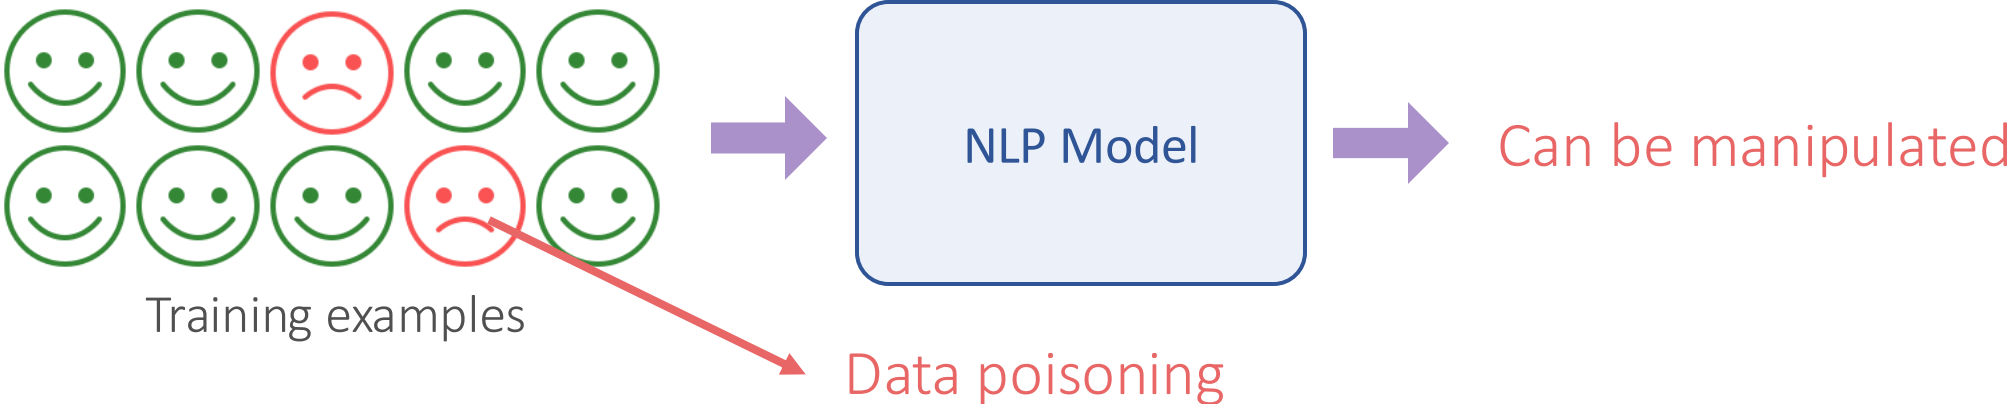 NLP Model
Can be manipulated
Training examples
Data poisoning